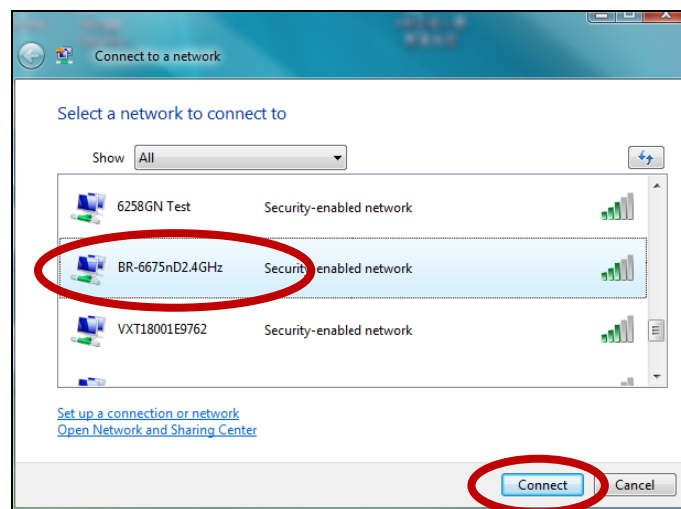 Connect to a network
Select a network to connect to
Show All
6258GN Test Security-enabled network
BR-6675nD2.4GHz Security-enabled network
VXT18001E9762 Security-enabled network
Set up a connection or network
Open Network and Sharing Center
Connect Cancel